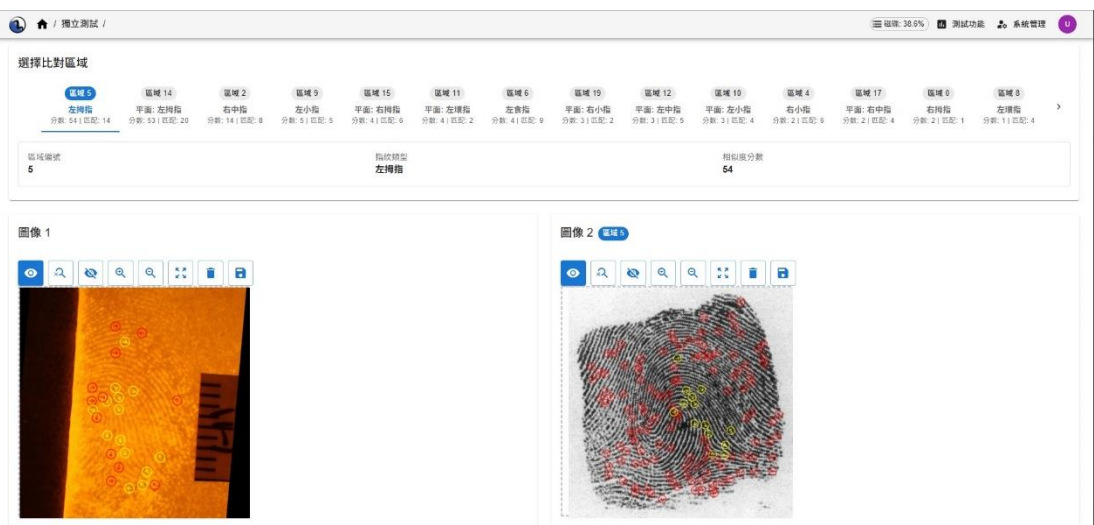 / 獨立測試 /
磁碟: 38.6%
測試功能
系統管理
U
選擇比對區域
區域 5
左拇指
分數: 54 | 匹配: 14
區域 14
平面: 左拇指
分數: 53 | 匹配: 20
區域 2
右中指
分數: 14 | 匹配: 8
區域 9
左小指
分數: 5 | 匹配: 5
區域 15
平面: 右拇指
分數: 4 | 匹配: 6
區域 11
平面: 左環指
分數: 4 | 匹配: 2
區域 6
左食指
分數: 4 | 匹配: 9
區域 19
平面: 右小指
分數: 3 | 匹配: 2
區域 12
平面: 左中指
分數: 3 | 匹配: 5
區域 10
平面: 左小指
分數: 3 | 匹配: 4
區域 4
右小指
分數: 2 | 匹配: 6
區域 17
平面: 右中指
分數: 2 | 匹配: 4
區域 0
右拇指
分數: 2 | 匹配: 1
區域 8
左環指
分數: 1 | 匹配: 4
區域編號
5
指紋類型
左拇指
相似度分數
54
圖像 1
圖像 2 區域 5